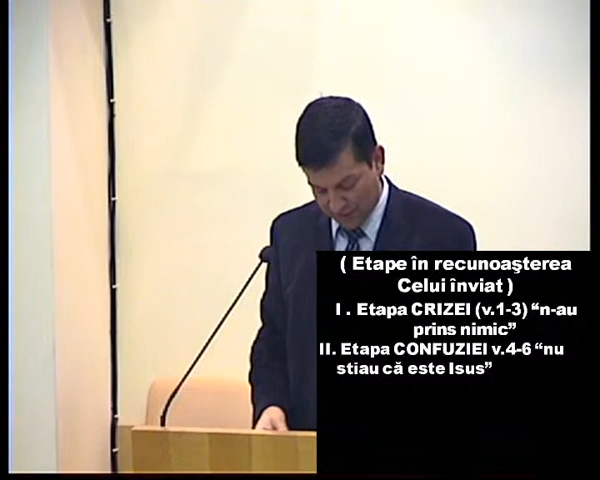 ( Etape în recunoaşterea
Celui înviat )
I . Etapa CRIZEI (v.1-3) “n-au
prins nimic”
II. Etapa CONFUZIEI v.4-6 “nu
stiau că este Isus”